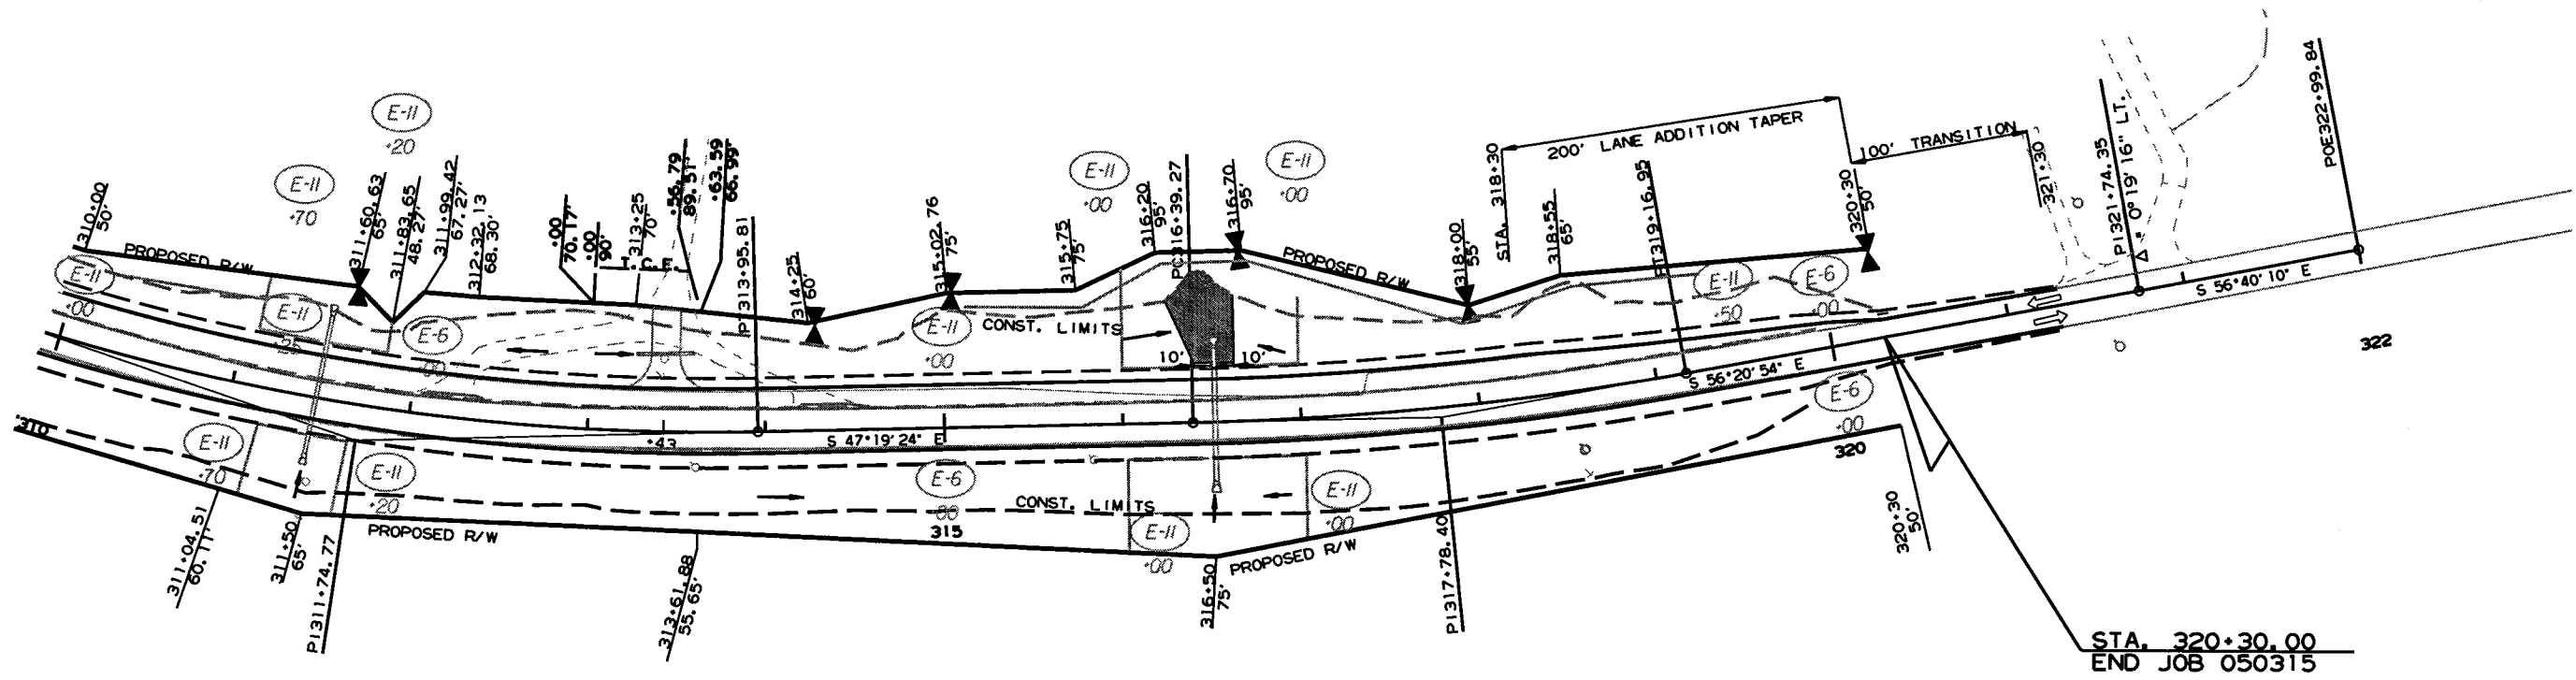 E-11
+20
E-11
+70
310+00
50'
PROPOSED R/W
311+60.63
65'
311+83.65
48.27'
311+99.42
67.27'
312+32.13
68.30'
+00
70.17'
+00
90'
T.C.E.
313+25
70'
+56.79
89.51'
+63.59
66.99'
PT313+95.81
314+25
60'
315+02.76
75'
315+75
75'
E-11
+00
316+20
95'
PC316+39.27
316+70
95'
E-11
+00
PROPOSED R/W
318+00
55'
STA. 318+30
200' LANE ADDITION TAPER
318+55
65'
PT319+16.95
320+30
50'
100' TRANSITION
321+30
PI321+74.35
Δ = 0°19'16" LT.
POE322+99.84
E-11
+00
E-11
+25
E-6
+00
E-11
+00
CONST. LIMITS
10'
10'
E-11
+50
E-6
+00
S 56°40'10" E
322
S 56°20'54" E
E-6
+00
310
E-11
+70
E-11
+20
+43
S 47°19'24" E
E-6
+00
315
CONST. LIMITS
E-11
+00
E-11
+00
320
PROPOSED R/W
PROPOSED R/W
311+04.51
60.11'
311+50
65'
PI311+74.77
313+61.88
55.65'
316+50
75'
PI317+78.40
320+30
50'
STA. 320+30.00
END JOB 050315